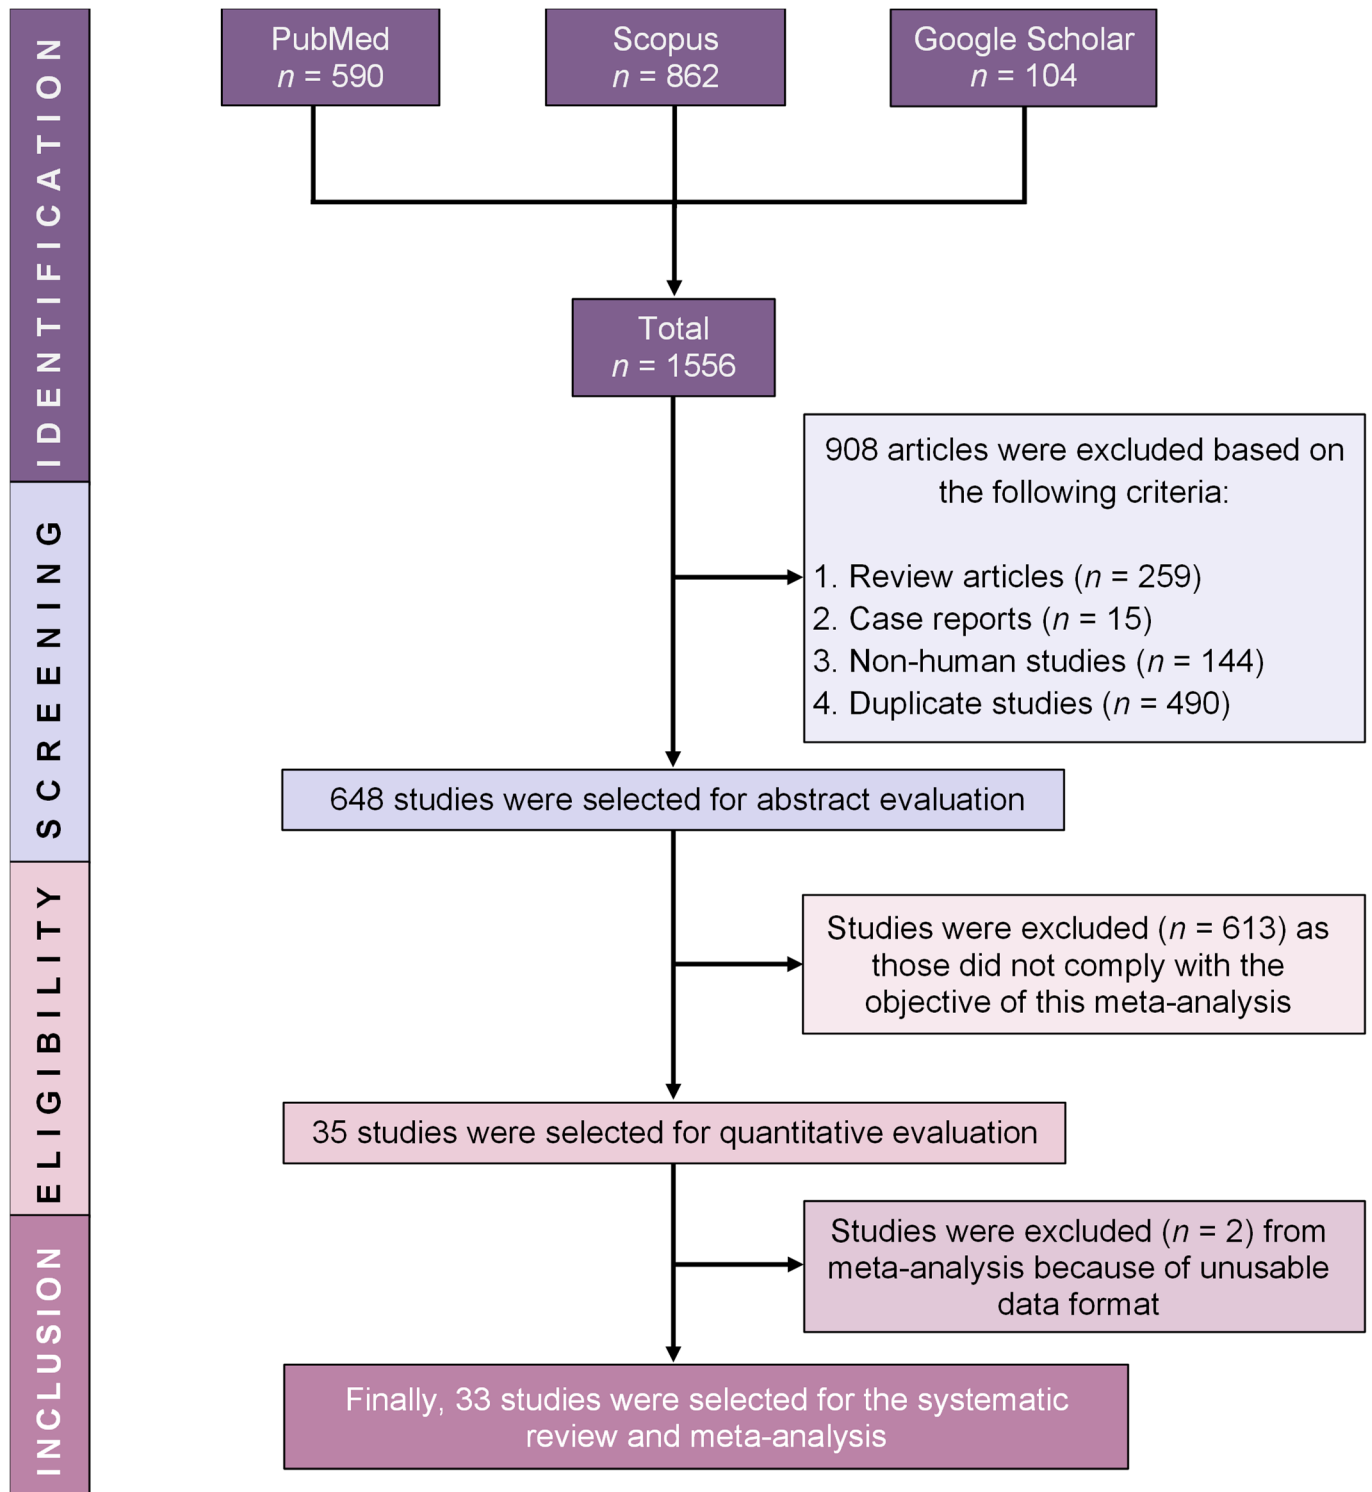 IDENTIFICATION
PubMed
n = 590
Scopus
n = 862
Google Scholar
n = 104
Total
n = 1556
SCREENING
908 articles were excluded based on
the following criteria:
1. Review articles (n = 259)
2. Case reports (n = 15)
3. Non-human studies (n = 144)
4. Duplicate studies (n = 490)
648 studies were selected for abstract evaluation
ELIGIBILITY
Studies were excluded (n = 613) as
those did not comply with the
objective of this meta-analysis
35 studies were selected for quantitative evaluation
INCLUSION
Studies were excluded (n = 2) from
meta-analysis because of unusable
data format
Finally, 33 studies were selected for the systematic
review and meta-analysis